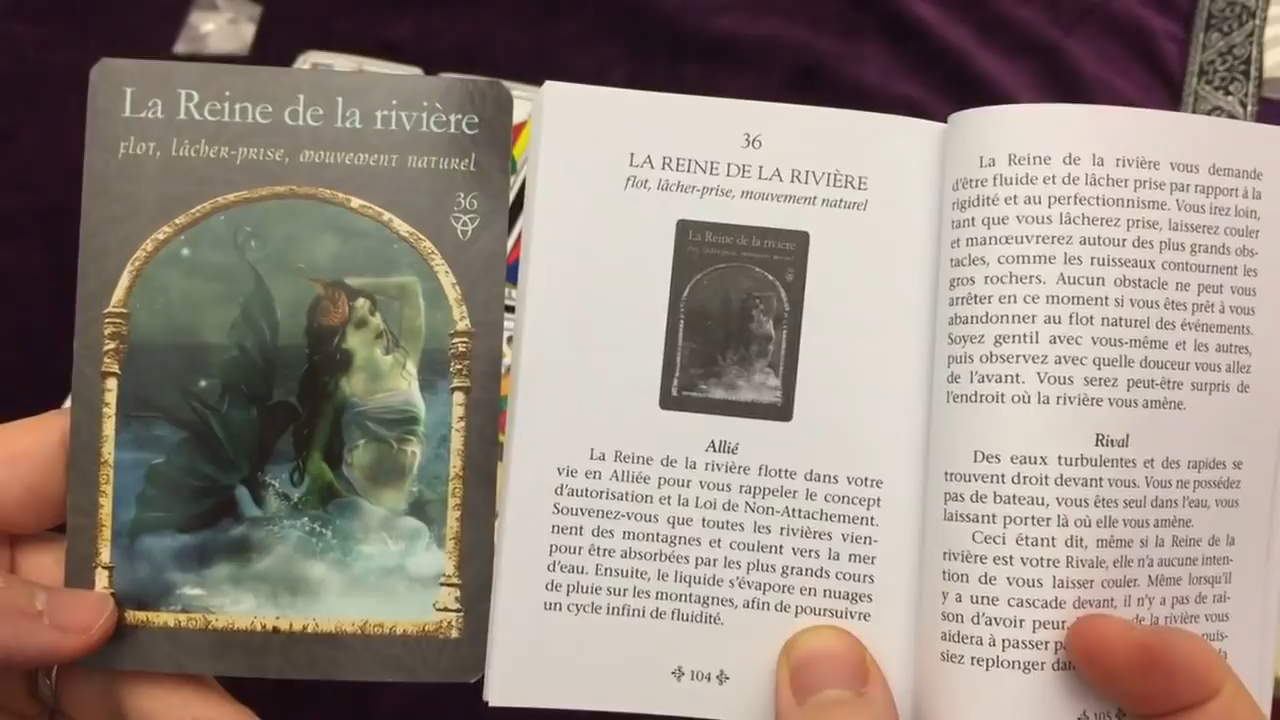 La Reine de la rivière
flot, lâcher-prise, mouvement naturel
36
36
LA REINE DE LA RIVIÈRE
flot, lâcher-prise, mouvement naturel
La Reine de la rivière
flot, lâcher-prise, mouvement naturel
Allié
La Reine de la rivière flotte dans votre
vie en Alliée pour vous rappeler le concept
d'autorisation et la Loi de Non-Attachement.
Souvenez-vous que toutes les rivières vien-
nent des montagnes et coulent vers la mer
pour être absorbées par les plus grands cours
d'eau. Ensuite, le liquide s'évapore en nuages
de pluie sur les montagnes, afin de poursuivre
un cycle infini de fluidité.
104
La Reine de la rivière vous demande
d'être fluide et de lâcher prise par rapport à la
rigidité et au perfectionnisme. Vous irez loin,
tant que vous lâcherez prise, laisserez couler
et manœuvrerez autour des plus grands obs-
tacles, comme les ruisseaux contournent les
gros rochers. Aucun obstacle ne peut vous
arrêter en ce moment si vous êtes prêt à vous
abandonner au flot naturel des événements.
Soyez gentil avec vous-même et les autres,
puis observez avec quelle douceur vous allez
de l'avant. Vous serez peut-être surpris de
l'endroit où la rivière vous amène.
Rival
Des eaux turbulentes et des rapides se
trouvent droit devant vous. Vous ne possédez
pas de bateau, vous êtes seul dans l'eau, vous
laissant porter là où elle vous amène.
Ceci étant dit, même si la Reine de la
rivière est votre Rivale, elle n'a aucune inten-
tion de vous laisser couler. Même lorsqu'il
y a une cascade devant, il n'y a pas de rai-
son d'avoir peur. de la rivière vous
aidera à passer puis-
siez replonger la
105